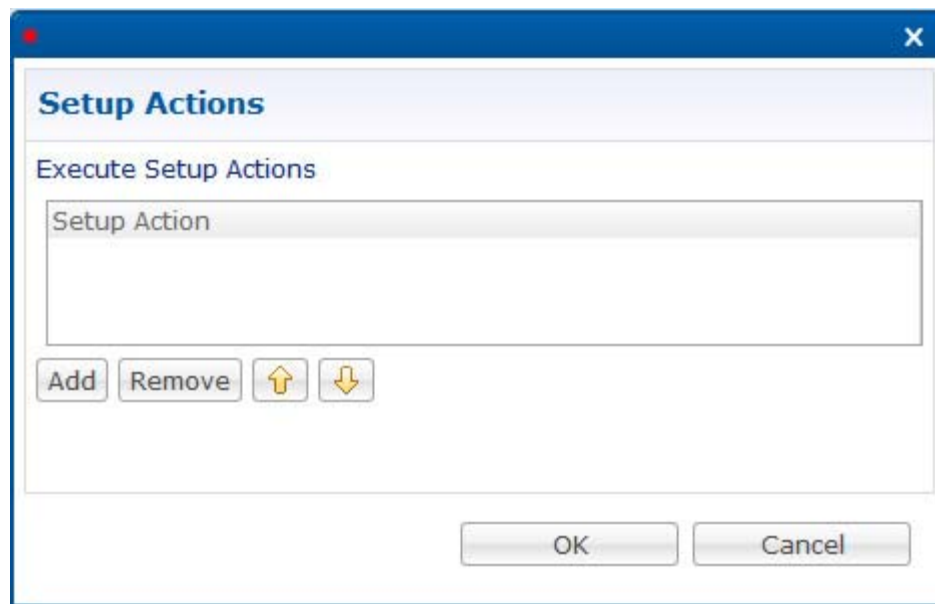 Setup Actions
Execute Setup Actions
Setup Action
Add Remove
OK Cancel